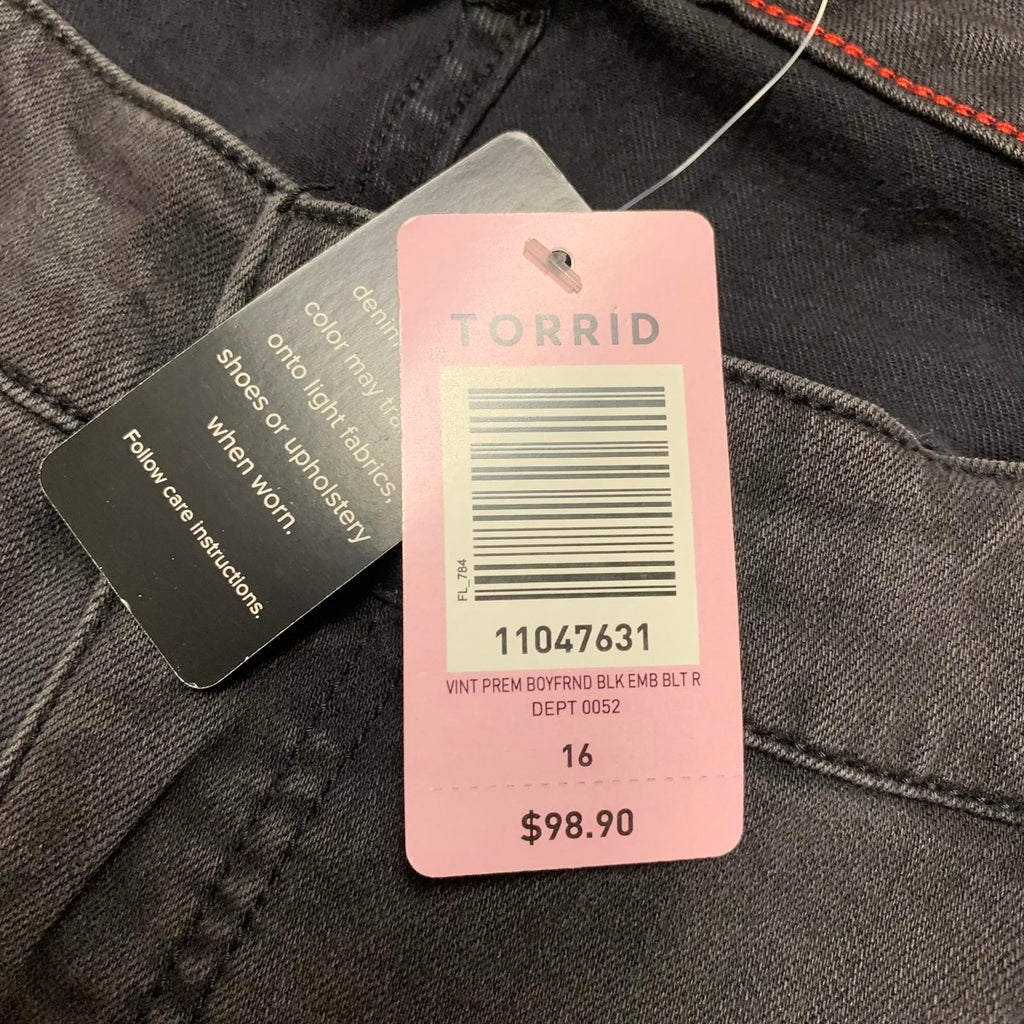 denim
color may tra
onto light fabrics,
shoes or upholstery
when worn.
Follow care instructions.
TORRID
FL_784
11047631
VINT PREM BOYFRND BLK EMB BLT R
DEPT 0052
16
$98.90